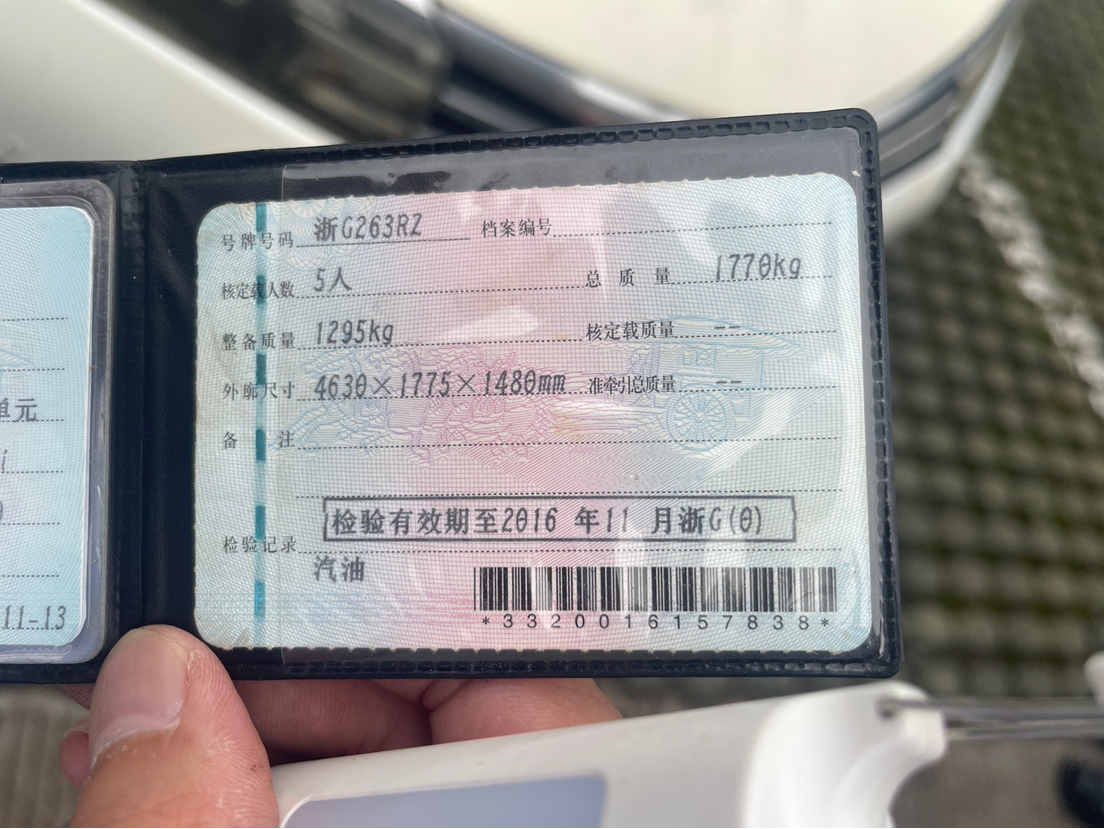 单元
i
11-13
号牌号码 浙G263RZ 档案编号
核定载人数 5人 总质量 1770kg
整备质量 1295kg 核定载质量 --
外廓尺寸 4630×1775×1480mm 准牵引总质量 --
备注
检验有效期至2016 年11 月浙G(0)
检验记录
汽油
*3320016157838*